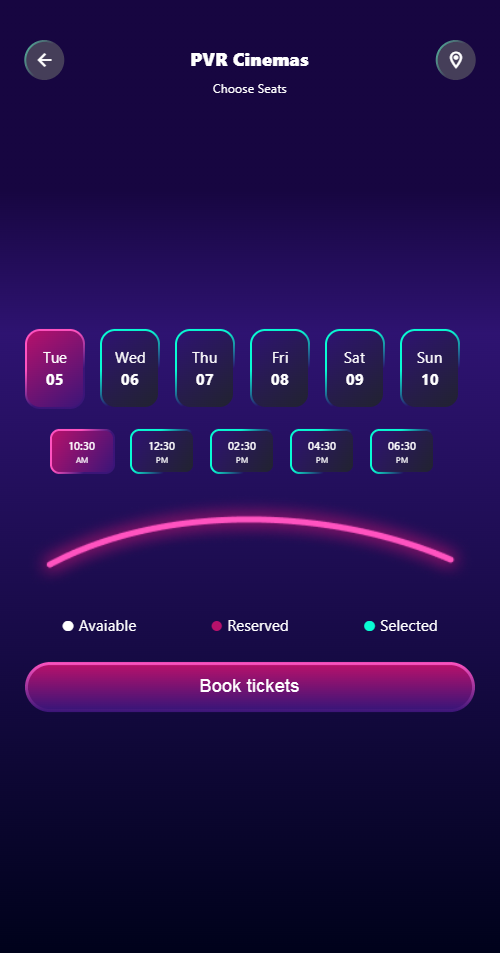 PVR Cinemas
Choose Seats
Tue Wed Thu Fri Sat Sun
05 06 07 08 09 10
10:30 12:30 02:30 04:30 06:30
AM PM PM PM PM
Avaiable Reserved Selected
Book tickets